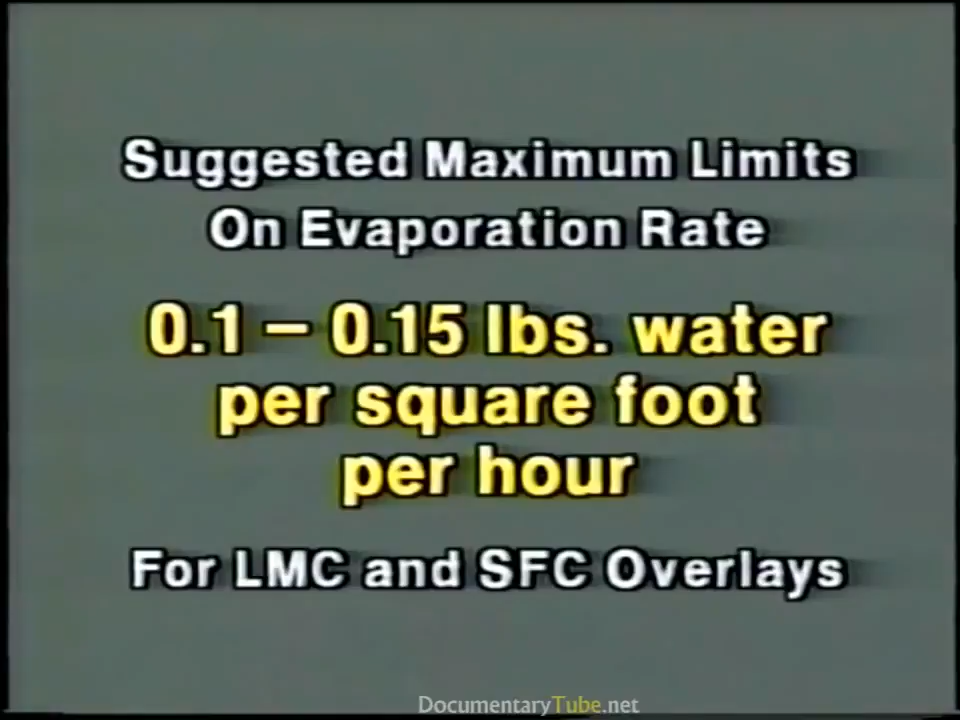 Suggested Maximum Limits
On Evaporation Rate
0.1 – 0.15 lbs. water
per square foot
per hour
For LMC and SFC Overlays
DocumentaryTube.net